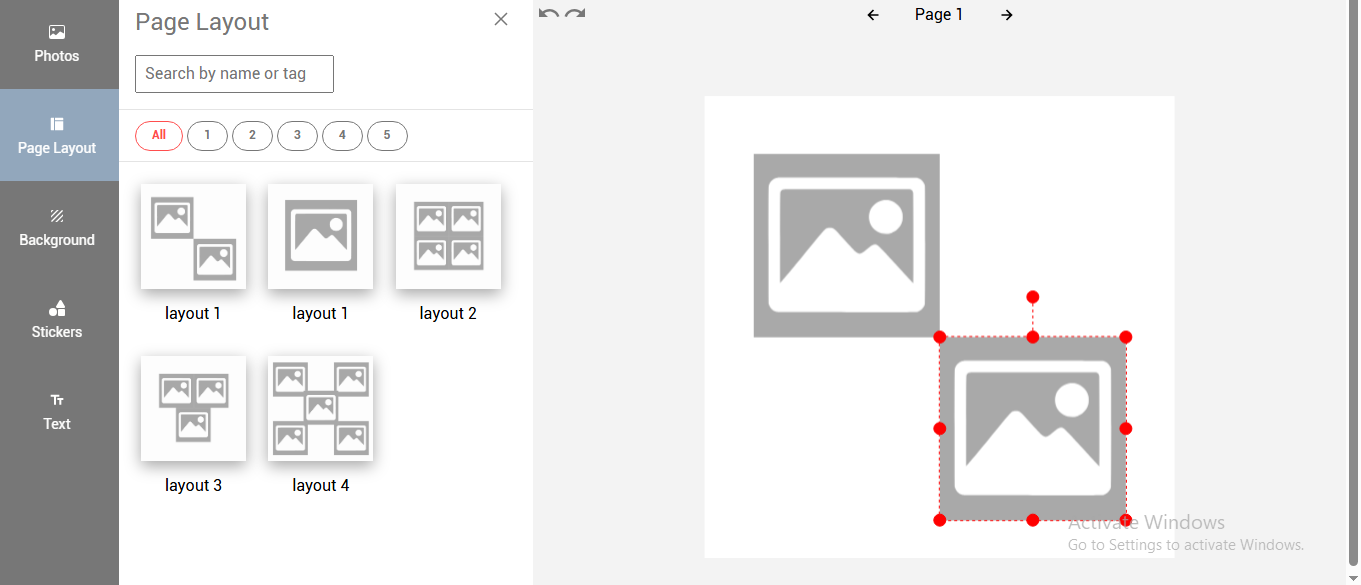 Photos
Page Layout
Background
Stickers
Tt
Text
Page Layout
Search by name or tag
All 1 2 3 4 5
layout 1 layout 1 layout 2
layout 3 layout 4
Page 1
Activate Windows
Go to Settings to activate Windows.